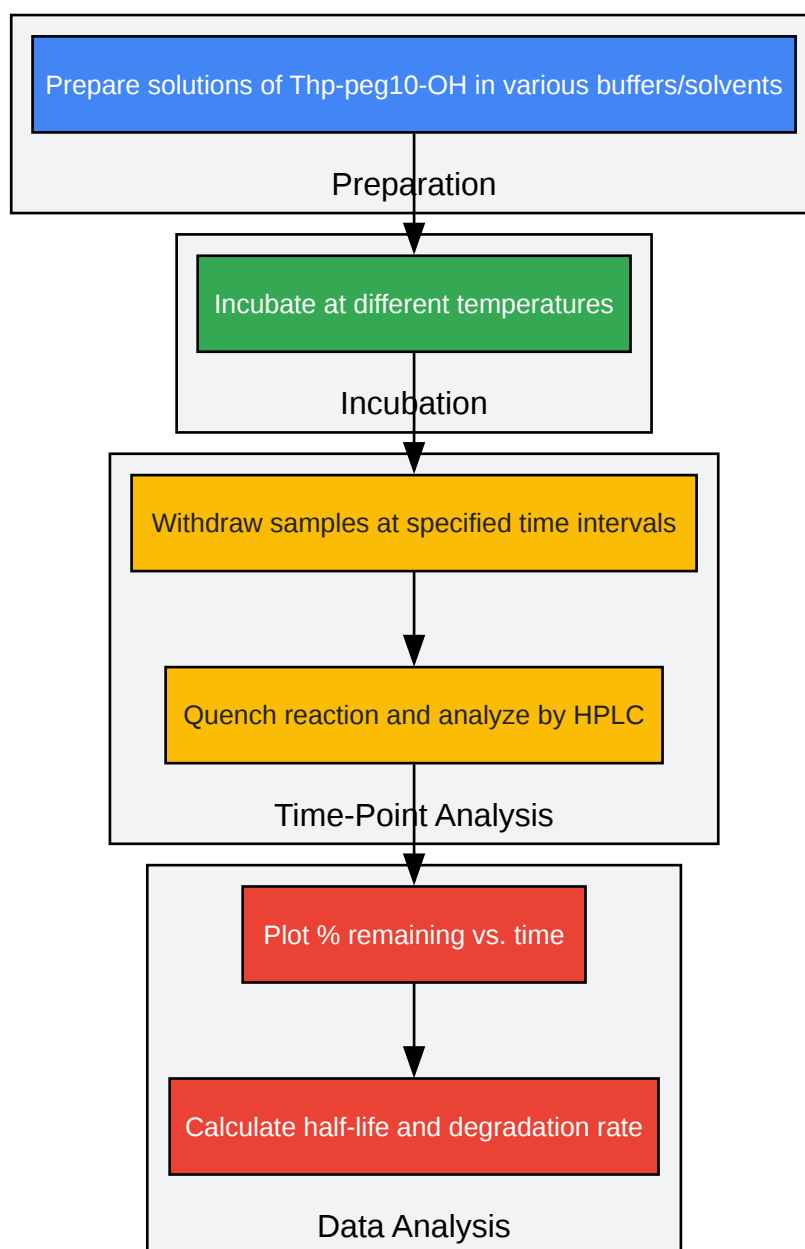 Prepare solutions of Thp-peg10-OH in various buffers/solvents
Preparation
Incubate at different temperatures
Incubation
Withdraw samples at specified time intervals
Quench reaction and analyze by HPLC
Time-Point Analysis
Plot % remaining vs. time
Calculate half-life and degradation rate
Data Analysis